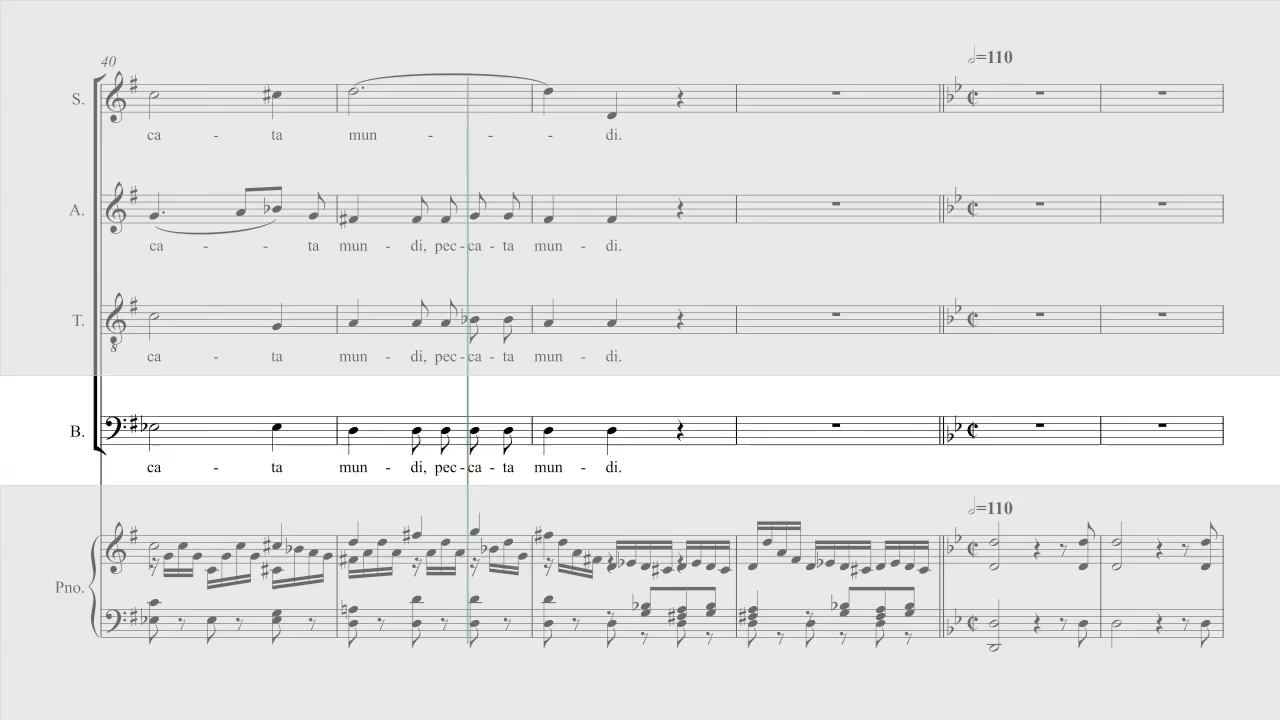 40
𝅗𝅥=110
S.
ca - ta mun - - - di.
A.
ca - - ta mun - di, pec - ca - ta mun - di.
T.
8
ca - ta mun - di, pec - ca - ta mun - di.
B.
ca - ta mun - di, pec - ca - ta mun - di.
𝅗𝅥=110
Pno.